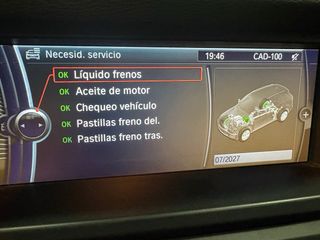 Necesid. servicio
19:46
CAD-100
OK Líquido frenos
OK Aceite de motor
OK Chequeo vehículo
OK Pastillas freno del.
OK Pastillas freno tras.
07/2027